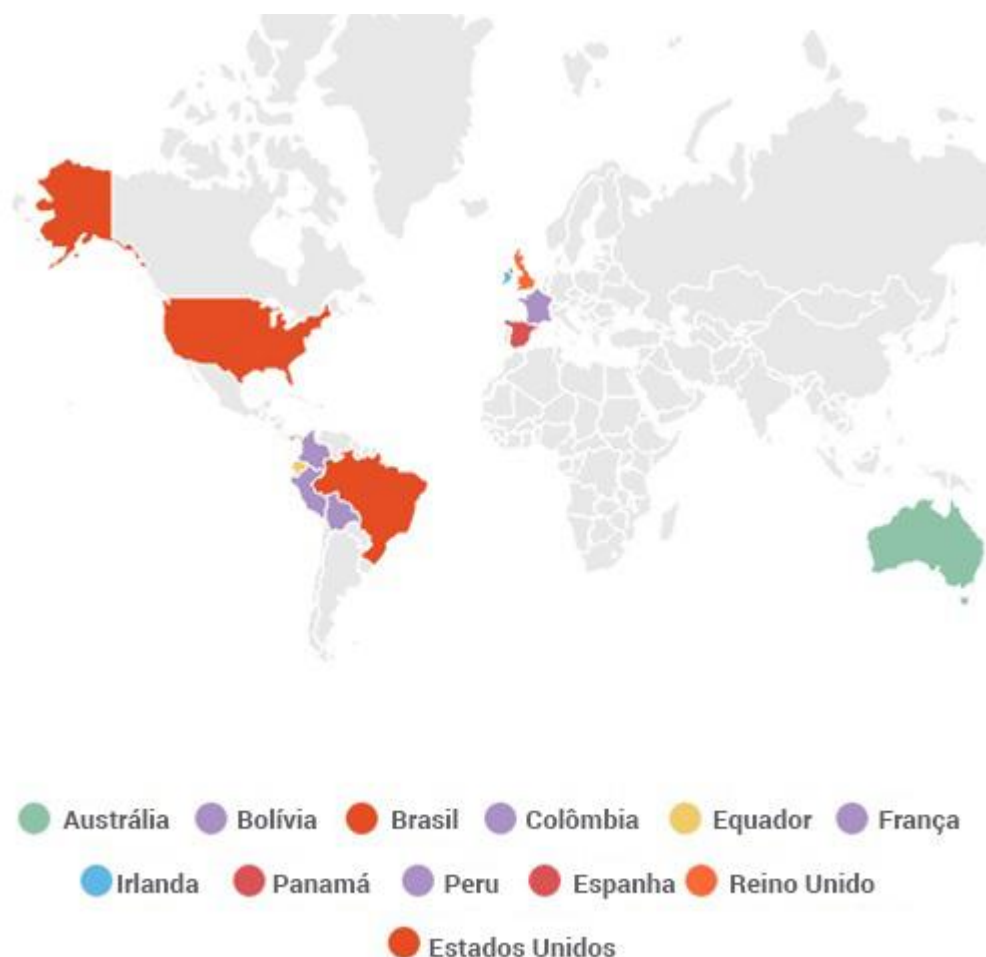 Austrália Bolívia Brasil Colômbia Equador França
Irlanda Panamá Peru Espanha Reino Unido
Estados Unidos